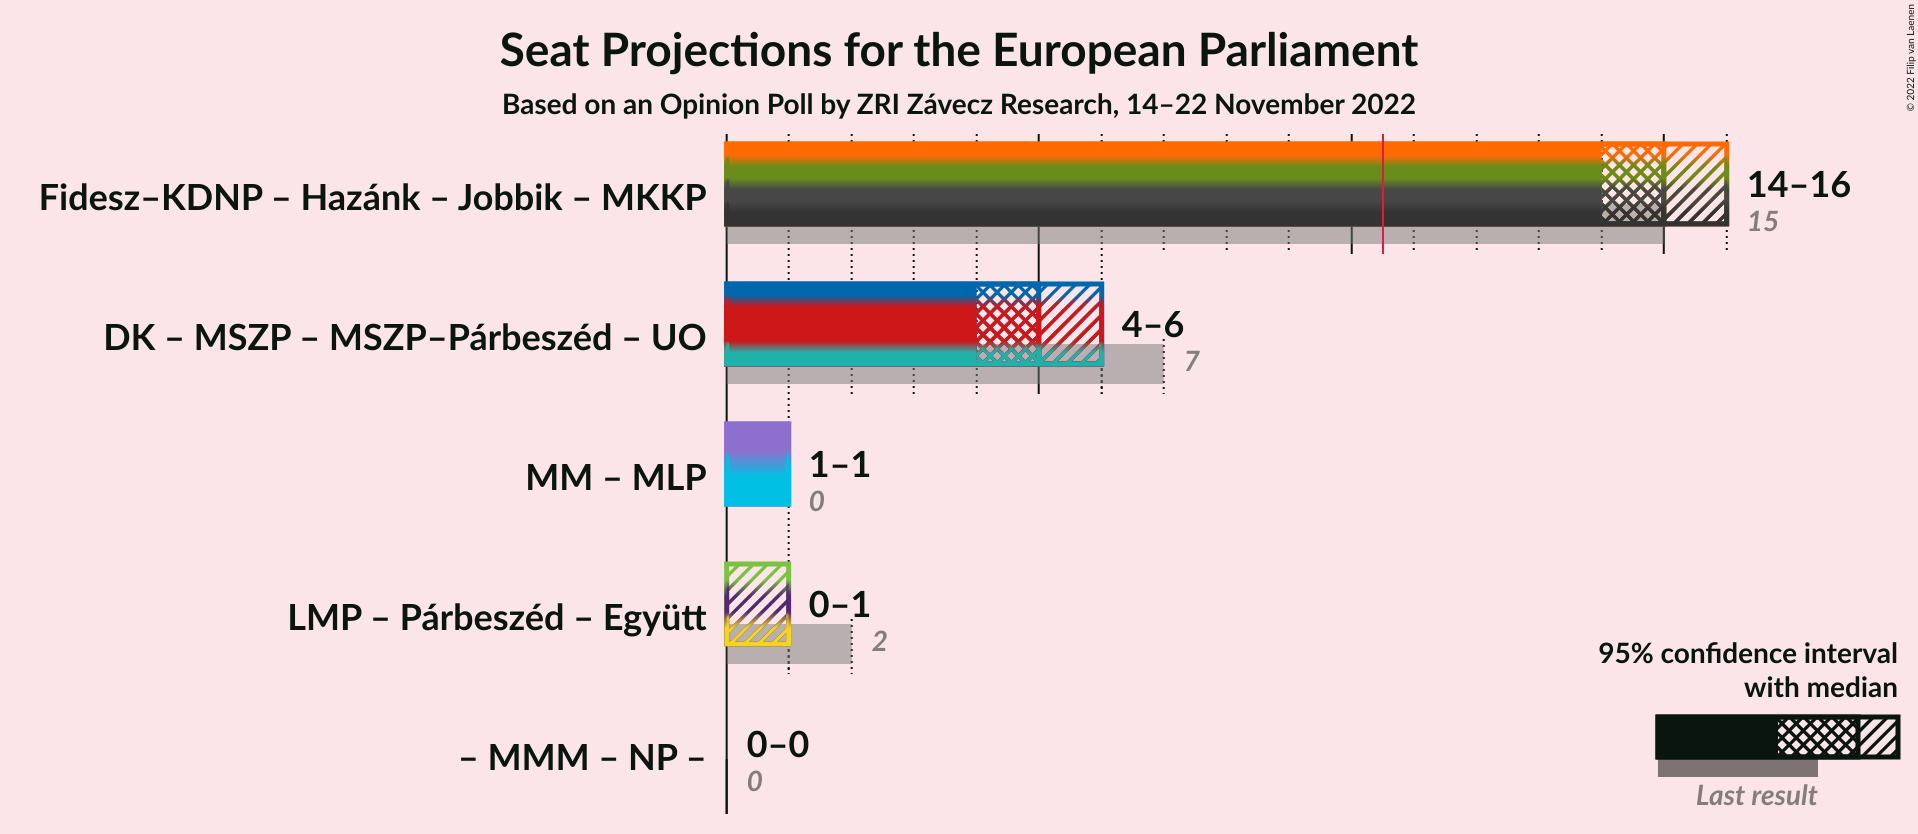 Seat Projections for the European Parliament
Based on an Opinion Poll by ZRI Závecz Research, 14–22 November 2022
© 2022 Filip van Laenen
Fidesz–KDNP – Hazánk – Jobbik – MKKP
14–16
15
DK – MSZP – MSZP–Párbeszéd – UO
4–6
7
MM – MLP
1–1
0
LMP – Párbeszéd – Együtt
0–1
2
– MMM – NP –
0–0
0
95% confidence interval
with median
Last result